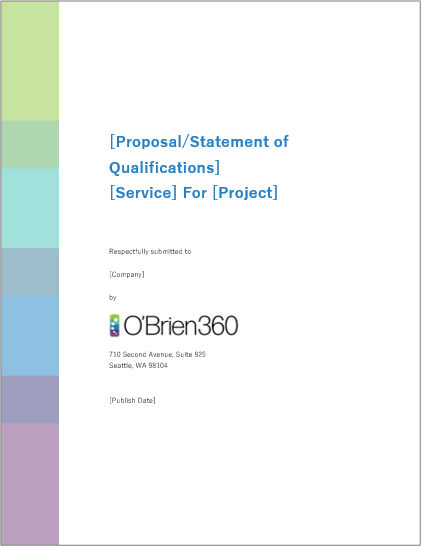 [Proposal/Statement of
Qualifications]
[Service] For [Project]
Respectfully submitted to
[Company]
by
O'Brien360
710 Second Avenue, Suite 925
Seattle, WA 98104
[Publish Date]